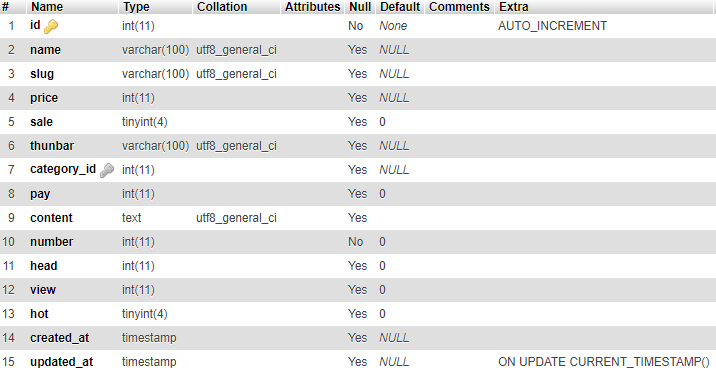 # Name Type Collation Attributes Null Default Comments Extra
1 id int(11) No None AUTO_INCREMENT
2 name varchar(100) utf8_general_ci Yes NULL
3 slug varchar(100) utf8_general_ci Yes NULL
4 price int(11) Yes NULL
5 sale tinyint(4) Yes 0
6 thunbar varchar(100) utf8_general_ci Yes NULL
7 category_id int(11) Yes NULL
8 pay int(11) Yes 0
9 content text utf8_general_ci Yes
10 number int(11) No 0
11 head int(11) Yes 0
12 view int(11) Yes 0
13 hot tinyint(4) Yes 0
14 created_at timestamp Yes NULL
15 updated_at timestamp Yes NULL ON UPDATE CURRENT_TIMESTAMP()